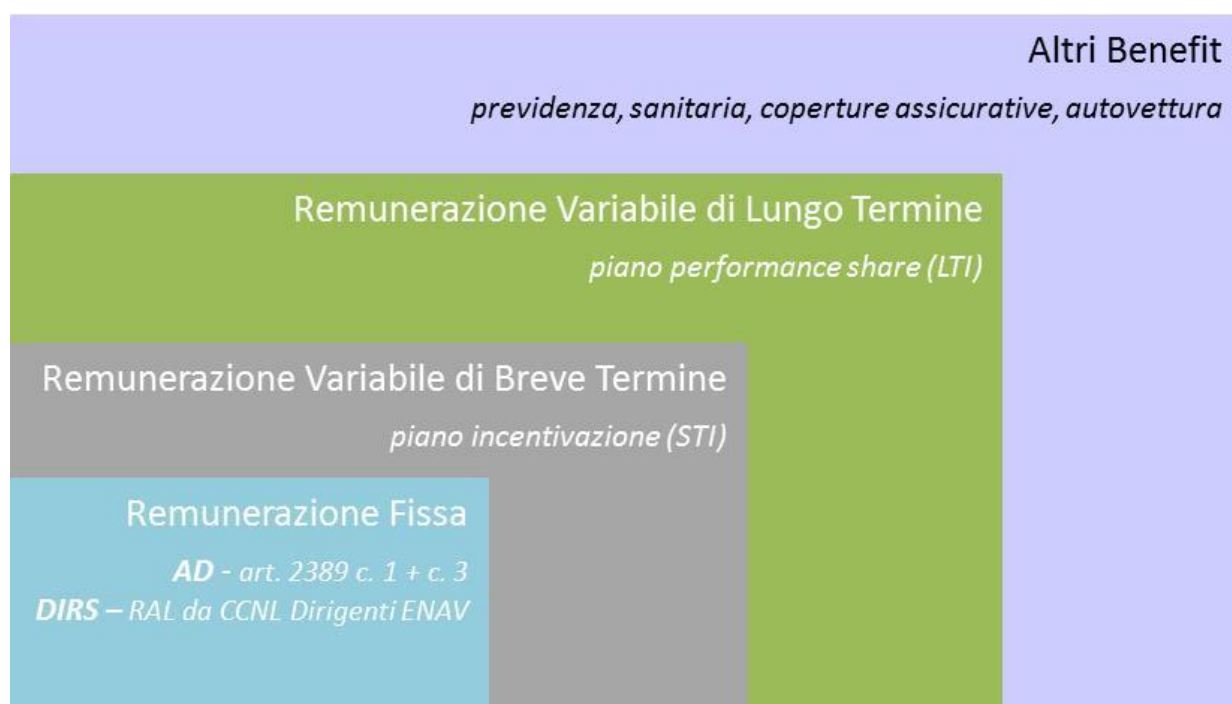 Altri Benefit
previdenza, sanitaria, coperture assicurative, autovettura
Remunerazione Variabile di Lungo Termine
piano performance share (LTI)
Remunerazione Variabile di Breve Termine
piano incentivazione (STI)
Remunerazione Fissa
AD - art. 2389 c. 1 + c. 3
DIRS – RAL da CCNL Dirigenti ENAV